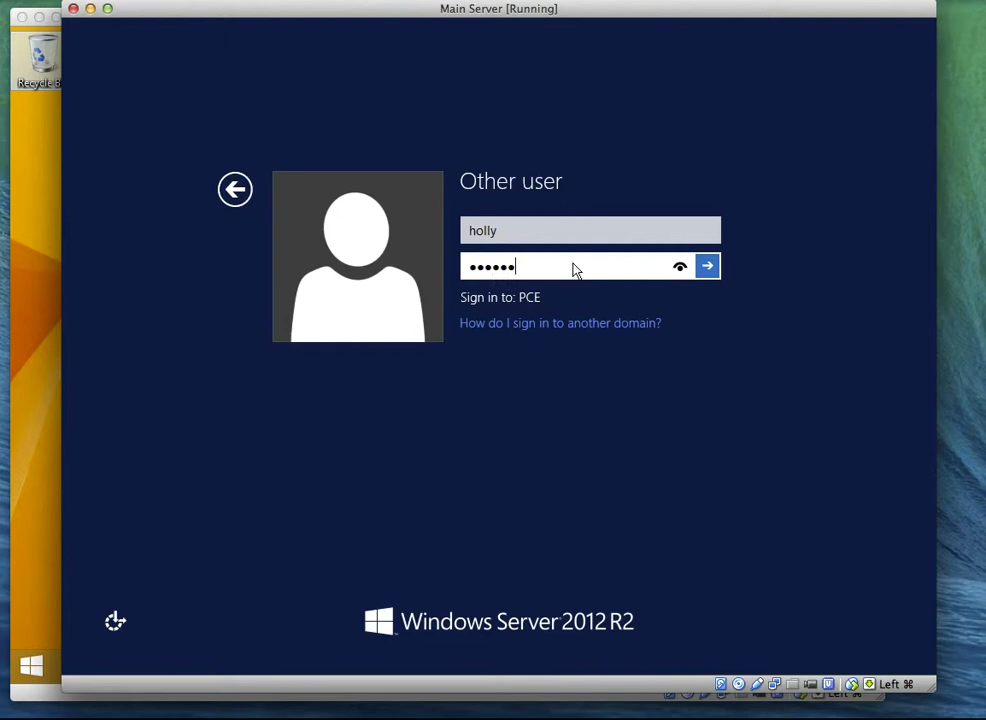 Main Server [Running]
Recycle B
Other user
holly
Sign in to: PCE
How do I sign in to another domain?
Windows Server 2012 R2
Left ⌘